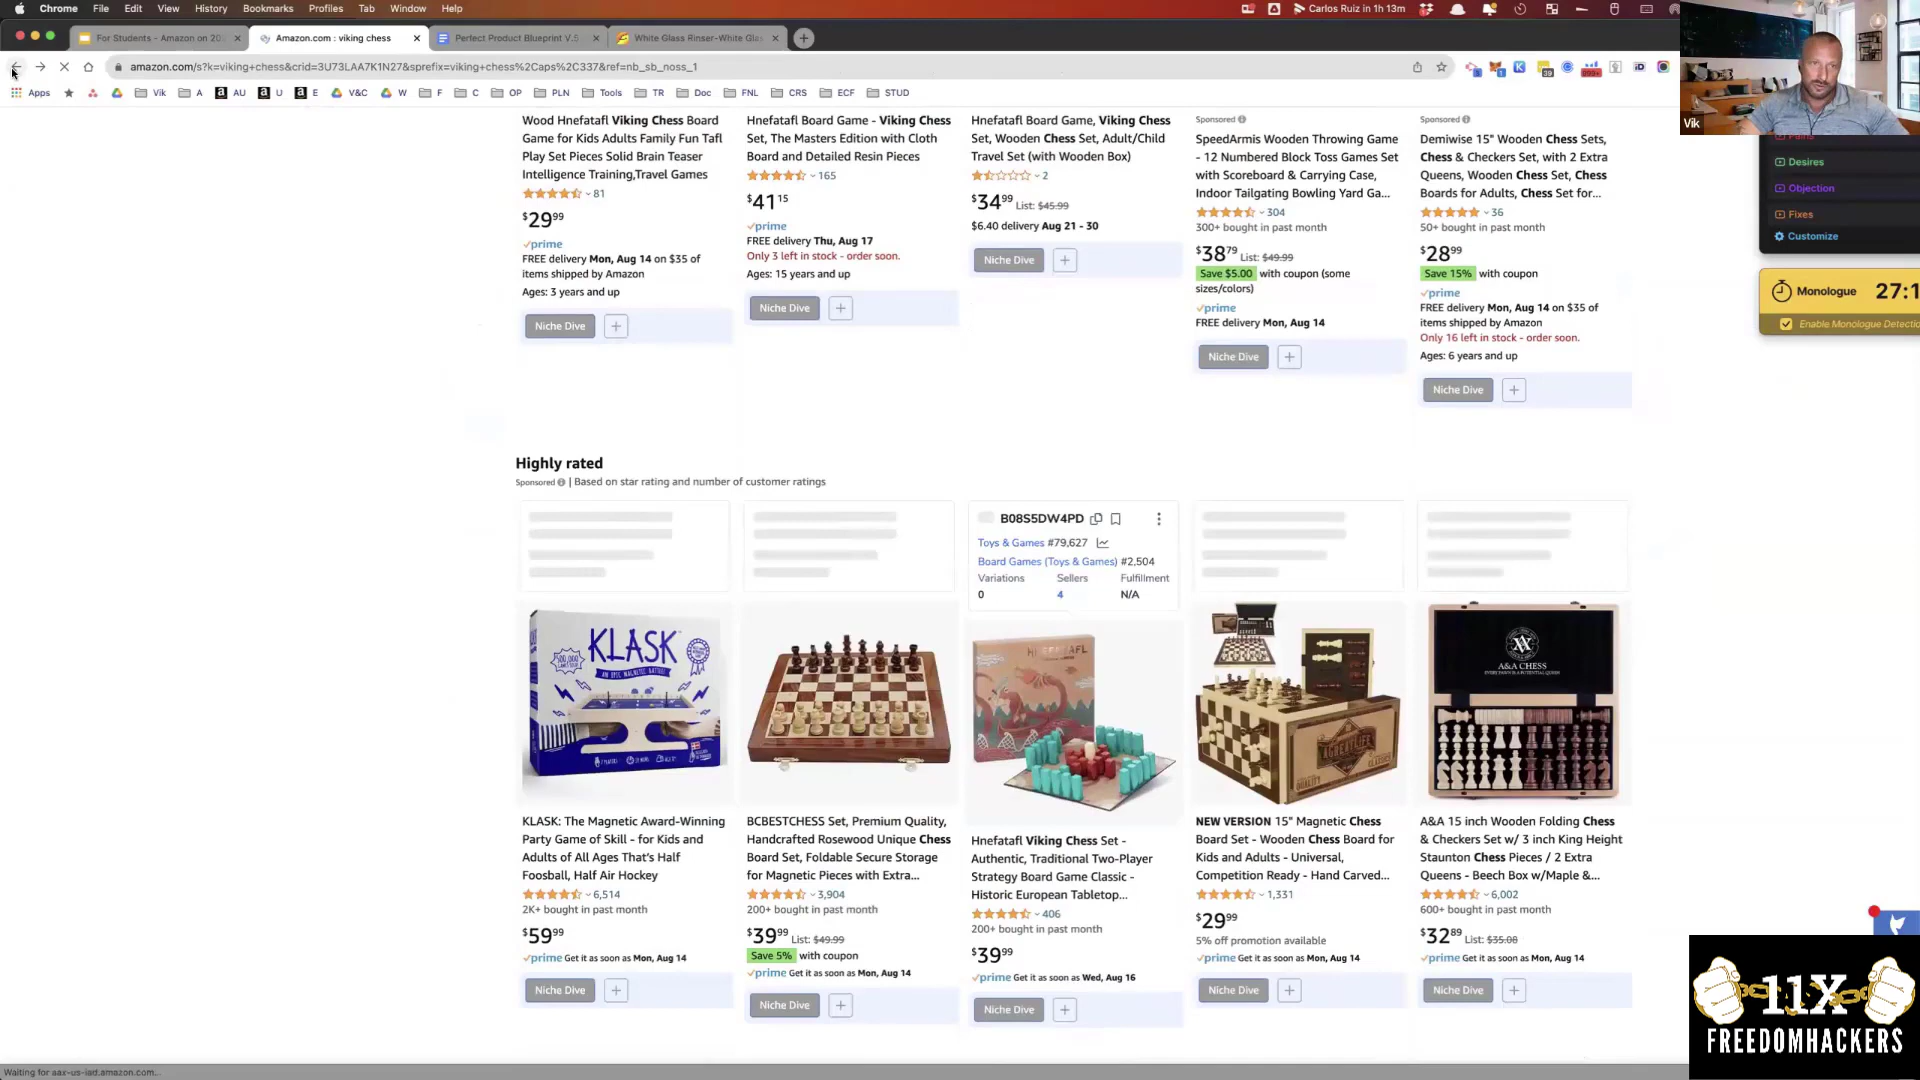 Chrome File Edit View History Bookmarks Profiles Tab Window Help
Carlos Ruiz in 1h 13m
For Students - Amazon on 20
Amazon.com : viking chess
Perfect Product Blueprint V.5
White Glass Rinser-White Gla
amazon.com/s?k=viking+chess&crid=3U73LAA7K1N27&sprefix=viking+chess%2Caps%2C337&ref=nb_sb_noss_1
Apps Vik A AU U E V&C W F C OP PLN Tools TR Doc FNL CRS ECF STUD
Vik
Wood Hnefatafl Viking Chess Board
Game for Kids Adults Family Fun Tafl
Play Set Pieces Solid Brain Teaser
Intelligence Training,Travel Games
81
$29.99
prime
FREE delivery Mon, Aug 14 on $35 of
items shipped by Amazon
Ages: 3 years and up
Niche Dive +
Hnefatafl Board Game - Viking Chess
Set, The Masters Edition with Cloth
Board and Detailed Resin Pieces
165
$41.15
prime
FREE delivery Thu, Aug 17
Only 3 left in stock - order soon.
Ages: 15 years and up
Niche Dive +
Hnefatafl Board Game, Viking Chess
Set, Wooden Chess Set, Adult/Child
Travel Set (with Wooden Box)
2
$34.99 List: $45.99
$6.40 delivery Aug 21 - 30
Niche Dive +
Sponsored
SpeedArmis Wooden Throwing Game
- 12 Numbered Block Toss Games Set
with Scoreboard & Carrying Case,
Indoor Tailgating Bowling Yard Ga...
304
300+ bought in past month
$38.79 List: $49.99
Save $5.00 with coupon (some
sizes/colors)
prime
FREE delivery Mon, Aug 14
Niche Dive +
Sponsored
Demiwise 15" Wooden Chess Sets,
Chess & Checkers Set, with 2 Extra
Queens, Wooden Chess Set, Chess
Boards for Adults, Chess Set for...
36
50+ bought in past month
$28.99
Save 15% with coupon
prime
FREE delivery Mon, Aug 14 on $35 of
items shipped by Amazon
Only 16 left in stock - order soon.
Ages: 6 years and up
Niche Dive +
Desires
Objection
Fixes
Customize
Monologue 27:1
Enable Monologue Detectio
Highly rated
Sponsored | Based on star rating and number of customer ratings
B08S5DW4PD
Toys & Games #79,627
Board Games (Toys & Games) #2,504
Variations Sellers Fulfillment
0 4 N/A
KLASK
AN EPIC MAGNETIC BATTLE
HNEFATAFL
A&A CHESS
KLASK: The Magnetic Award-Winning
Party Game of Skill - for Kids and
Adults of All Ages That's Half
Foosball, Half Air Hockey
6,514
2K+ bought in past month
$59.99
prime Get it as soon as Mon, Aug 14
Niche Dive +
BCBESTCHESS Set, Premium Quality,
Handcrafted Rosewood Unique Chess
Board Set, Foldable Secure Storage
for Magnetic Pieces with Extra...
3,904
200+ bought in past month
$39.99 List: $49.99
Save 5% with coupon
prime Get it as soon as Mon, Aug 14
Niche Dive +
Hnefatafl Viking Chess Set -
Authentic, Traditional Two-Player
Strategy Board Game Classic -
Historic European Tabletop...
406
200+ bought in past month
$39.99
prime Get it as soon as Wed, Aug 16
Niche Dive +
NEW VERSION 15" Magnetic Chess
Board Set - Wooden Chess Board for
Kids and Adults - Universal,
Competition Ready - Hand Carved...
1,331
$29.99
5% off promotion available
prime Get it as soon as Mon, Aug 14
Niche Dive +
A&A 15 inch Wooden Folding Chess
& Checkers Set w/ 3 inch King Height
Staunton Chess Pieces / 2 Extra
Queens - Beech Box w/Maple &...
6,002
600+ bought in past month
$32.89 List: $35.08
prime Get it as soon as Mon, Aug 14
Niche Dive +
11X
FREEDOMHACKERS
Waiting for aax-us-iad.amazon.com...